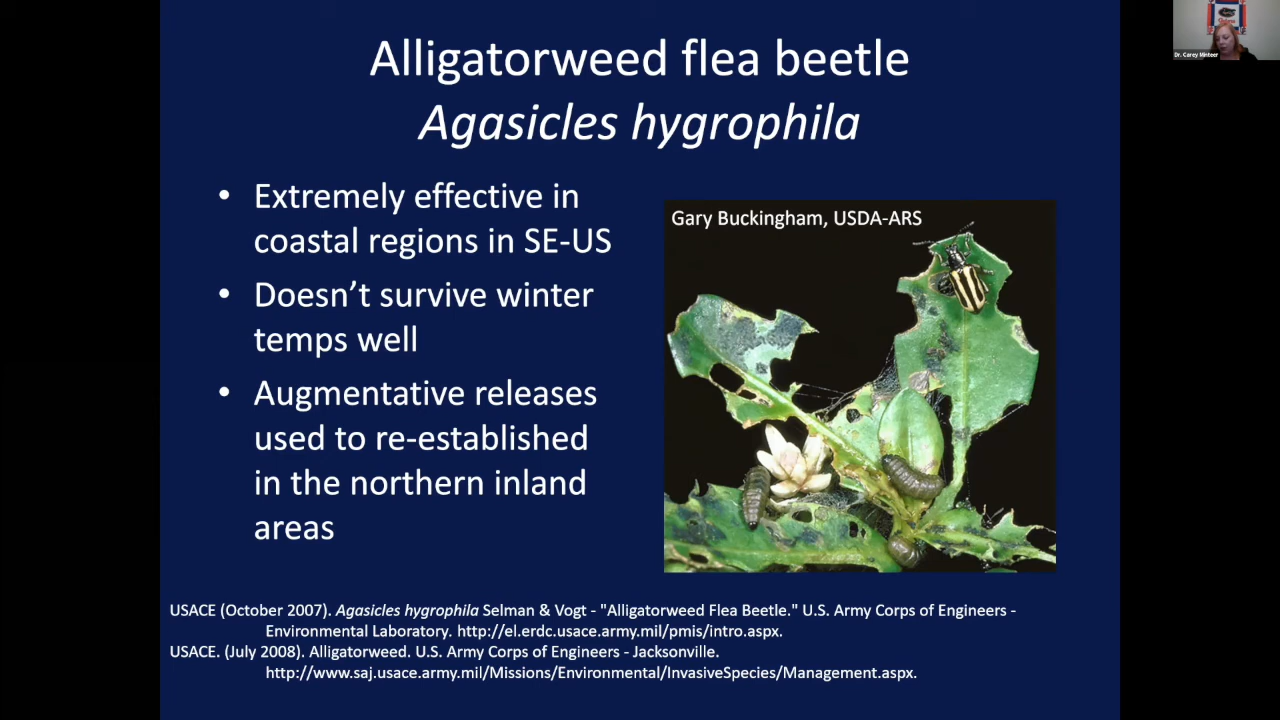 Alligatorweed flea beetle
Agasicles hygrophila
• Extremely effective in
coastal regions in SE-US
• Doesn't survive winter
temps well
• Augmentative releases
used to re-established
in the northern inland
areas
Gary Buckingham, USDA-ARS
USACE (October 2007). Agasicles hygrophila Selman & Vogt - "Alligatorweed Flea Beetle." U.S. Army Corps of Engineers -
Environmental Laboratory. http://el.erdc.usace.army.mil/pmis/intro.aspx.
USACE. (July 2008). Alligatorweed. U.S. Army Corps of Engineers - Jacksonville.
http://www.saj.usace.army.mil/Missions/Environmental/InvasiveSpecies/Management.aspx.
Dr. Carey Minteer